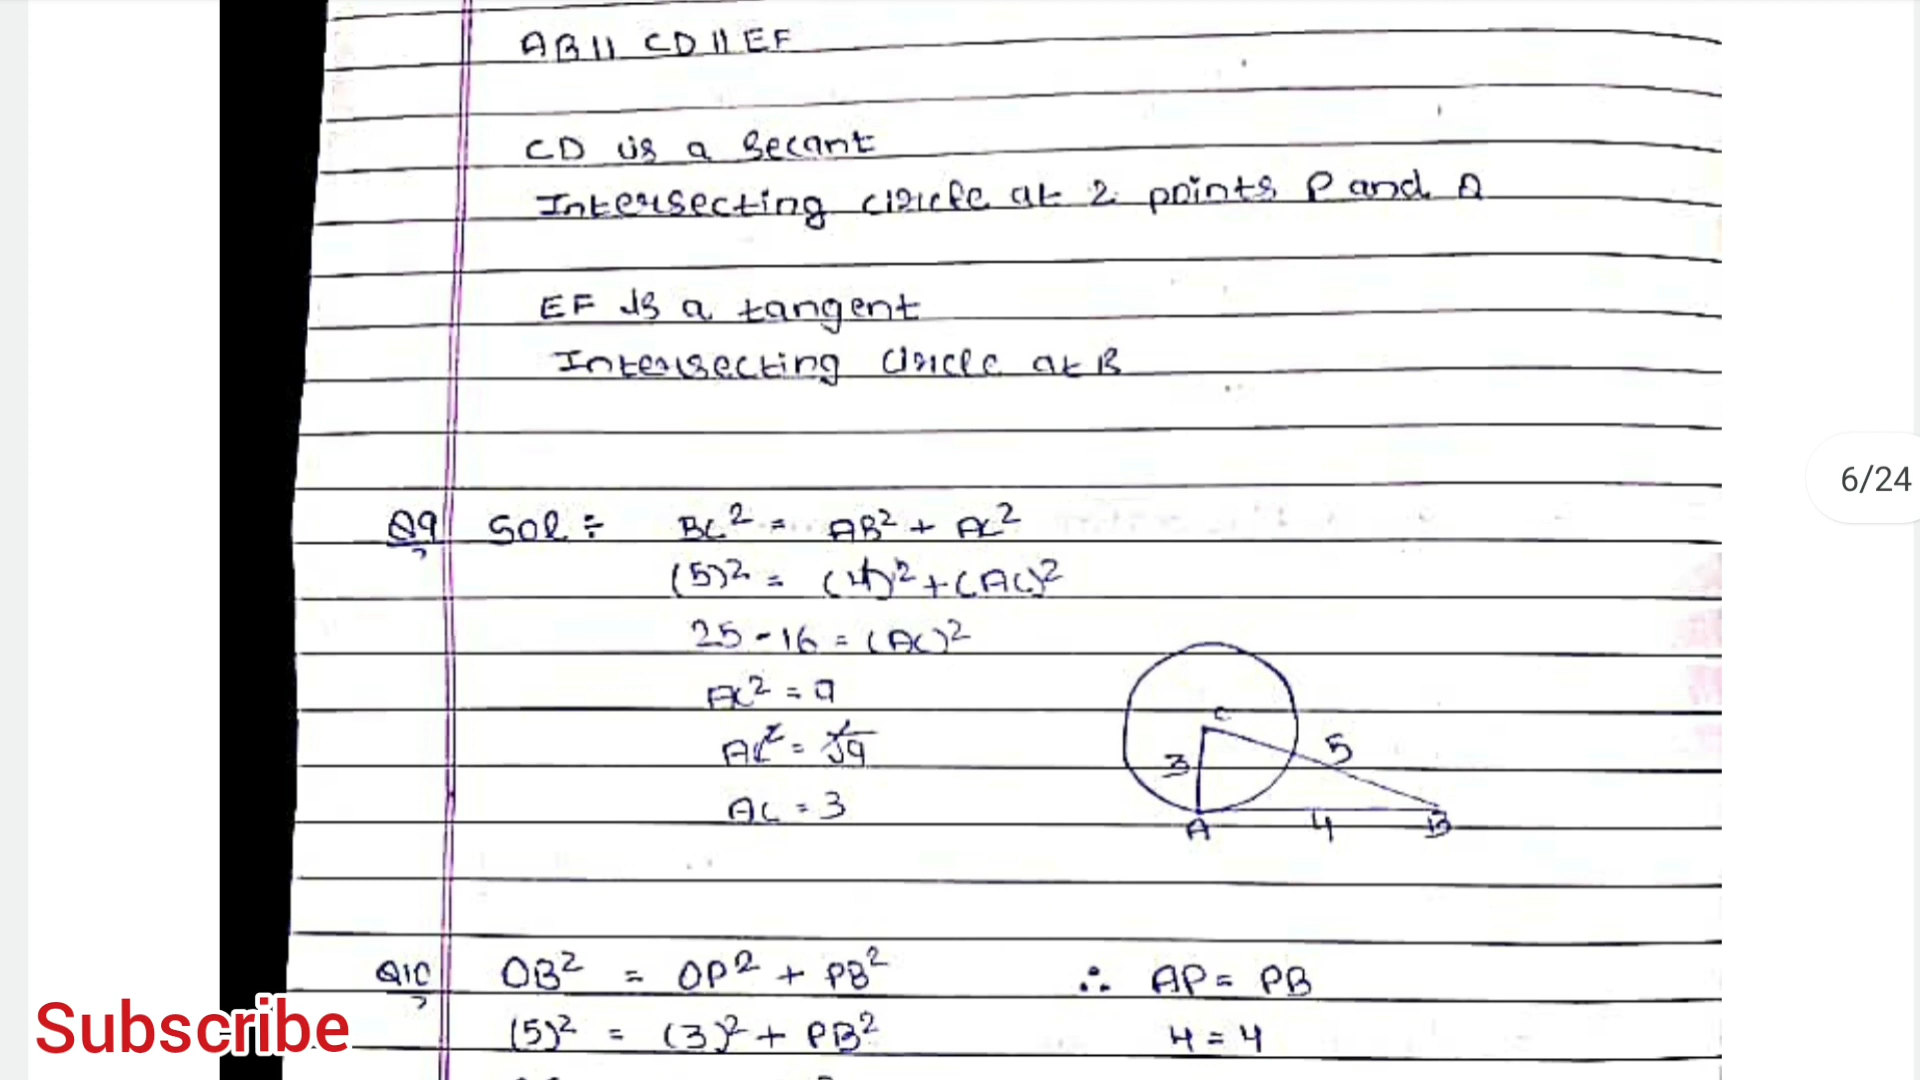 AB || CD || EF
CD is a secant
Intersecting circle at 2 points P and Q
EF is a tangent
Intersecting circle at B
6/24
Q9 Sol ÷ BC² = AB² + AC²
(5)² = (4)² + (AC)²
25 - 16 = (AC)²
AC² = 9
AC² = √9
AC = 3
C
3 5
A 4 B
Q10 OB² = OP² + PB² ∴ AP = PB
(5)² = (3)² + PB² 4 = 4
Subscribe